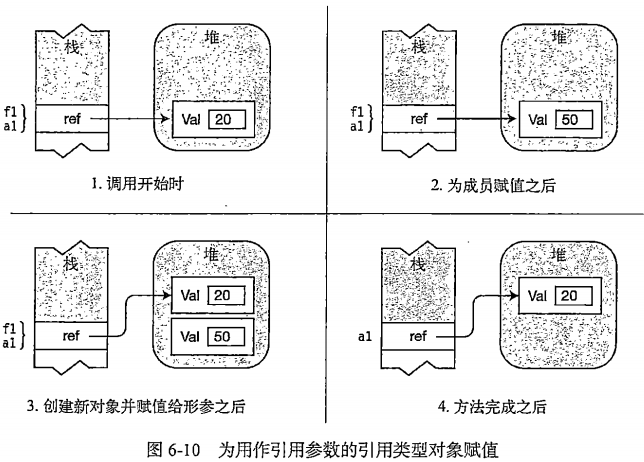 栈
堆
f1
a1
ref
Val 20
1. 调用开始时
栈
堆
f1
a1
ref
Val 50
2. 为成员赋值之后
栈
堆
Val 20
f1
a1
ref
Val 50
3. 创建新对象并赋值给形参之后
栈
堆
Val 20
a1
ref
4. 方法完成之后
图 6-10 为用作引用参数的引用类型对象赋值